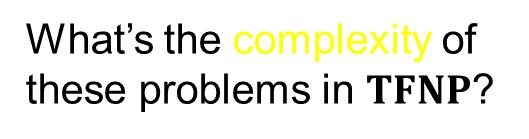 What’s the complexity of
these problems in TFNP?